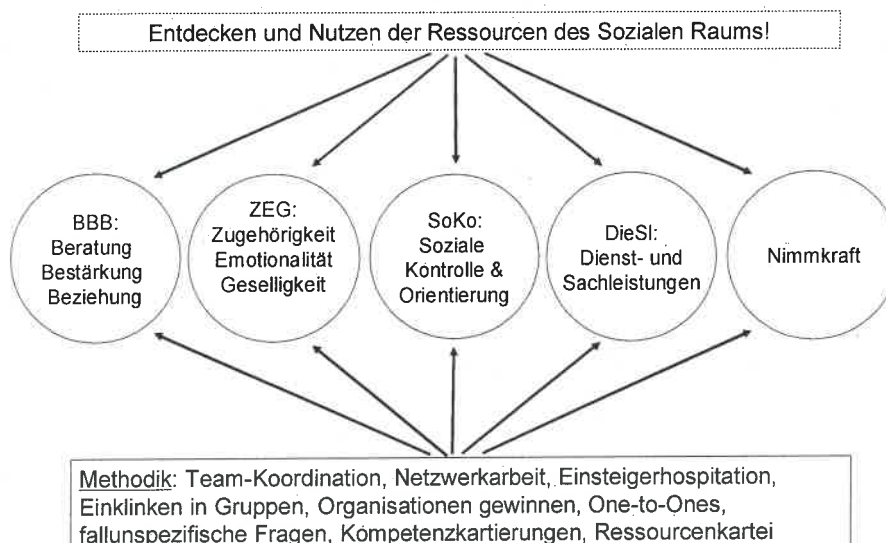 Entdecken und Nutzen der Ressourcen des Sozialen Raums!
BBB:
Beratung
Bestärkung
Beziehung
ZEG:
Zugehörigkeit
Emotionalität
Geselligkeit
SoKo:
Soziale
Kontrolle &
Orientierung
DieSl:
Dienst- und
Sachleistungen
Nimmkraft
Methodik: Team-Koordination, Netzwerkarbeit, Einsteigerhospitation,
Einklinken in Gruppen, Organisationen gewinnen, One-to-Ones,
fallunspezifische Fragen, Kompetenzkartierungen, Ressourcenkartei